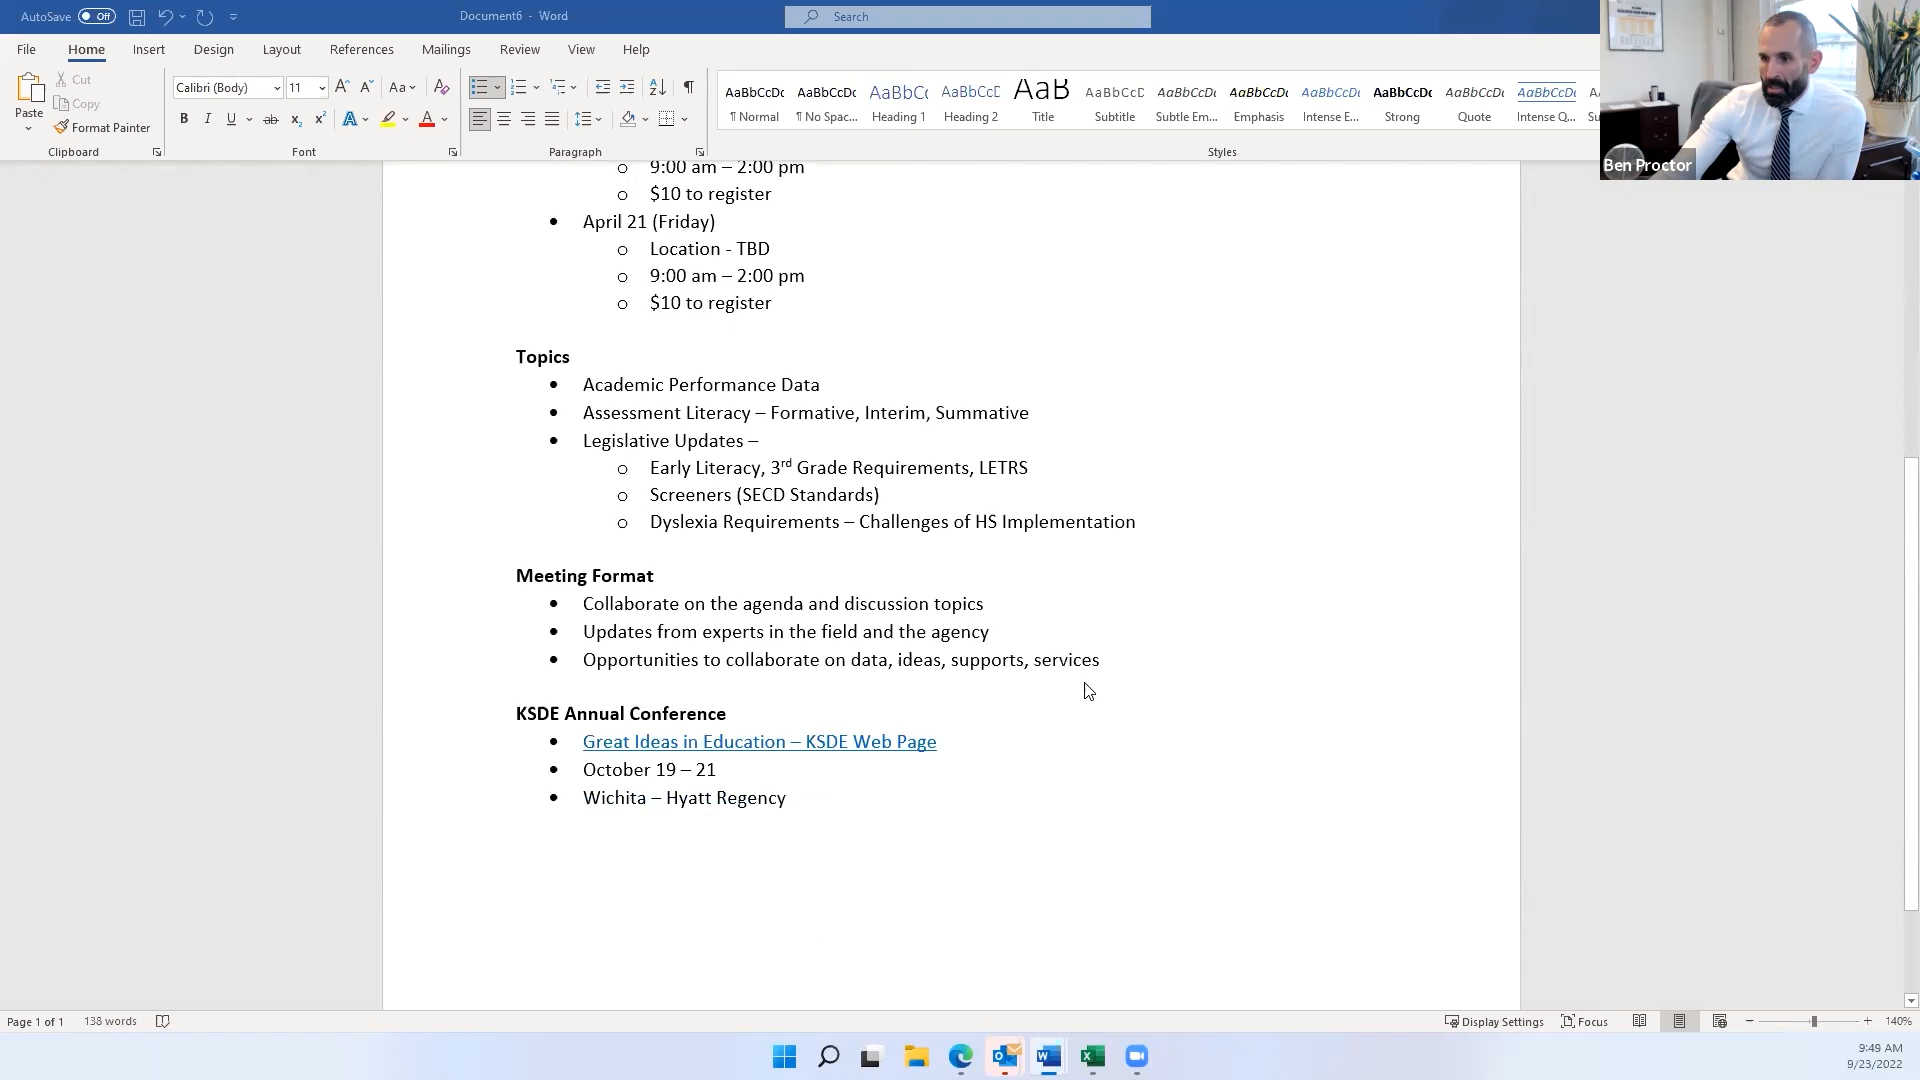 AutoSave Off Document6 - Word Search
File Home Insert Design Layout References Mailings Review View Help
Paste Cut Copy Format Painter
Calibri (Body) 11 Aa
B I U ab x2 x2 A A
AaBbCcDc AaBbCcDc AaBbC( AaBbCcD AaB AaBbCcD AaBbCcDc AaBbCcDc AaBbCcDc AaBbCcDc AaBbCcDc AaBbCcDc
¶ Normal ¶ No Spac... Heading 1 Heading 2 Title Subtitle Subtle Em... Emphasis Intense E... Strong Quote Intense Q...
Clipboard Font Paragraph Styles
Ben Proctor
o 9:00 am – 2:00 pm
o $10 to register
• April 21 (Friday)
o Location - TBD
o 9:00 am – 2:00 pm
o $10 to register
Topics
• Academic Performance Data
• Assessment Literacy – Formative, Interim, Summative
• Legislative Updates –
o Early Literacy, 3rd Grade Requirements, LETRS
o Screeners (SECD Standards)
o Dyslexia Requirements – Challenges of HS Implementation
Meeting Format
• Collaborate on the agenda and discussion topics
• Updates from experts in the field and the agency
• Opportunities to collaborate on data, ideas, supports, services
KSDE Annual Conference
• Great Ideas in Education – KSDE Web Page
• October 19 – 21
• Wichita – Hyatt Regency
Page 1 of 1 138 words Display Settings Focus 140%
9:49 AM
9/23/2022